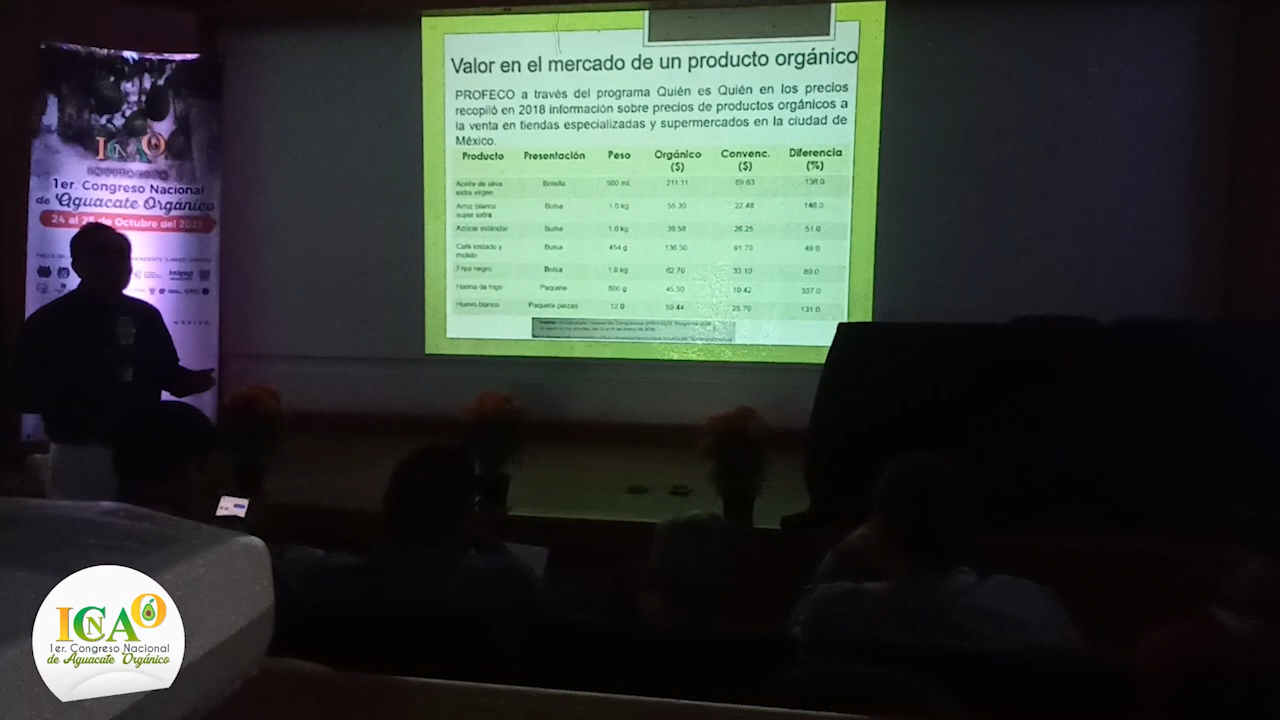 Valor en el mercado de un producto orgánico
PROFECO a través del programa Quién es Quién en los precios
recopiló en 2018 información sobre precios de productos orgánicos a
la venta en tiendas especializadas y supermercados en la ciudad de
México.
Producto Presentación Peso Orgánico ($) Convenc. ($) Diferencia (%)
Aceite de oliva extra virgen Botella 500 mL 211.11 89.63 136.0
Arroz blanco super extra Bolsa 1.0 kg 55.30 22.48 146.0
Azúcar estándar Bolsa 1.0 kg 39.58 26.25 51.0
Café tostado y molido Bolsa 454 g 136.50 91.70 49.0
Frijol negro Bolsa 1.0 kg 62.70 33.10 89.0
Harina de trigo Paquete 45.50 10.42 337.0
Huevo blanco Paquete piezas 12.0 59.44 25.70 131.0
ICNAO
INVITACIÓN
1er. Congreso Nacional
de Aguacate Orgánico
24 al 26 de Octubre del
ICNAO
1er. Congreso Nacional
de Aguacate Orgánico